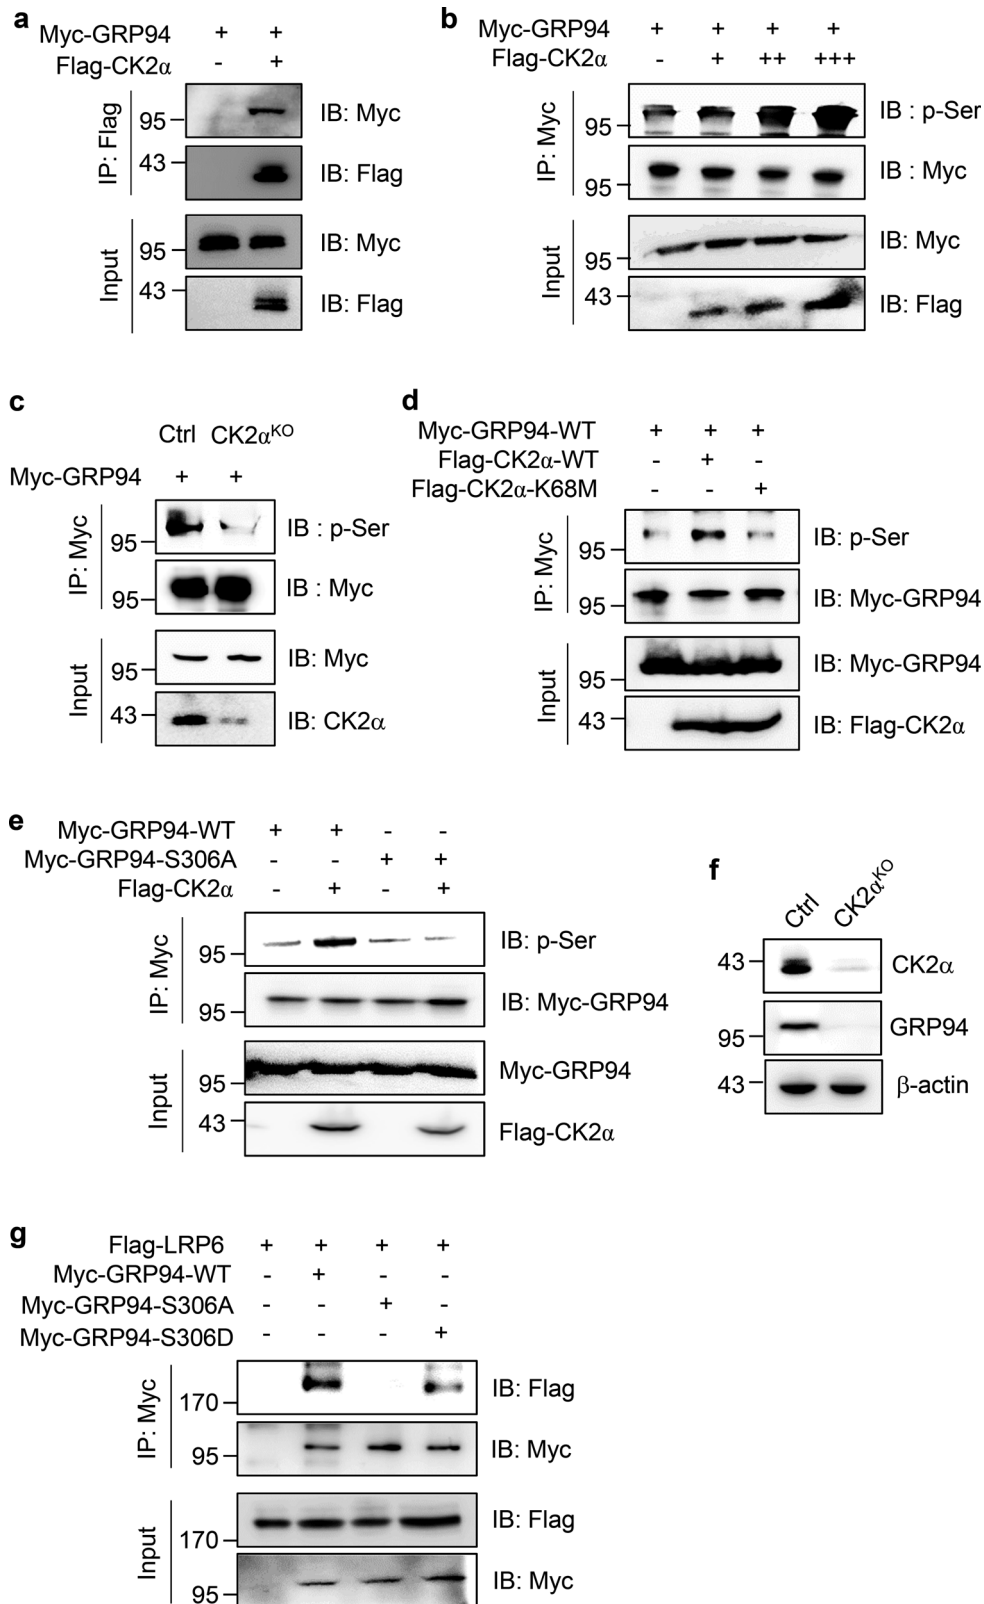 a
Myc-GRP94 + +
Flag-CK2α - +
IP: Flag
95
IB: Myc
43
IB: Flag
Input
95
IB: Myc
43
IB: Flag
b
Myc-GRP94 + + + +
Flag-CK2α - + ++ +++
IP: Myc
95
IB : p-Ser
95
IB : Myc
Input
95
IB: Myc
43
IB: Flag
c
Ctrl CK2αKO
Myc-GRP94 + +
IP: Myc
95
IB : p-Ser
95
IB : Myc
Input
95
IB: Myc
43
IB: CK2α
d
Myc-GRP94-WT + + +
Flag-CK2α-WT - + -
Flag-CK2α-K68M - - +
IP: Myc
95
IB: p-Ser
95
IB: Myc-GRP94
Input
95
IB: Myc-GRP94
43
IB: Flag-CK2α
e
Myc-GRP94-WT + + - -
Myc-GRP94-S306A - - + +
Flag-CK2α - + - +
IP: Myc
95
IB: p-Ser
95
IB: Myc-GRP94
Input
95
Myc-GRP94
43
Flag-CK2α
f
Ctrl CK2αKO
43
CK2α
95
GRP94
43
β-actin
g
Flag-LRP6 + + + +
Myc-GRP94-WT - + - -
Myc-GRP94-S306A - - + -
Myc-GRP94-S306D - - - +
IP: Myc
170
IB: Flag
95
IB: Myc
Input
170
IB: Flag
95
IB: Myc